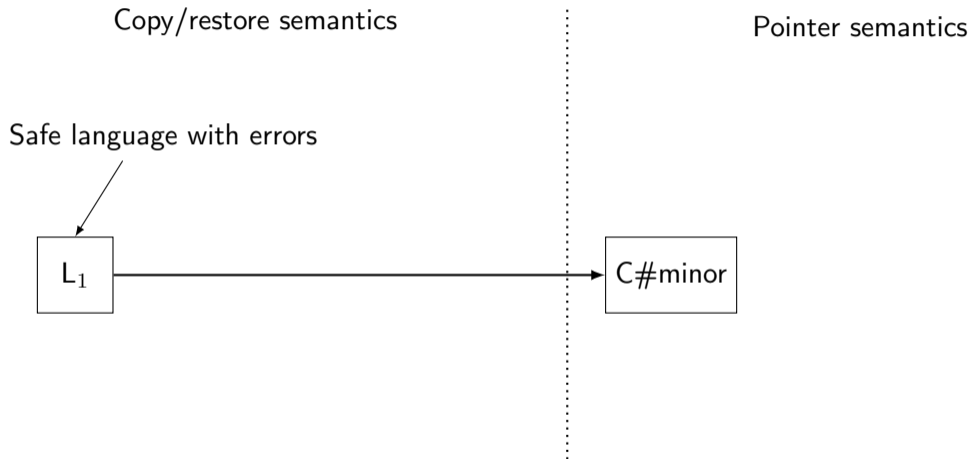 Copy/restore semantics
Pointer semantics
Safe language with errors
L₁
C#minor